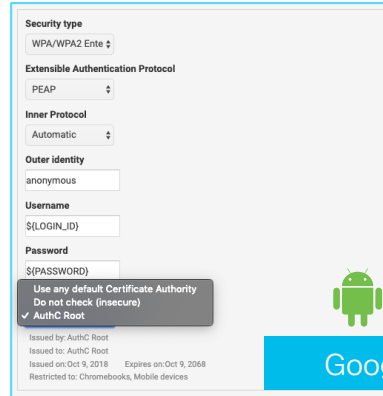 Security type
WPA/WPA2 Ente
Extensible Authentication Protocol
PEAP
Inner Protocol
Automatic
Outer identity
anonymous
Username
${LOGIN_ID}
Password
${PASSWORD}
Use any default Certificate Authority
Do not check (insecure)
✓ AuthC Root
Issued by: AuthC Root
Issued to: AuthC Root
Issued on:Oct 9, 2018 Expires on:Oct 9, 2068
Restricted to: Chromebooks, Mobile devices
Goog